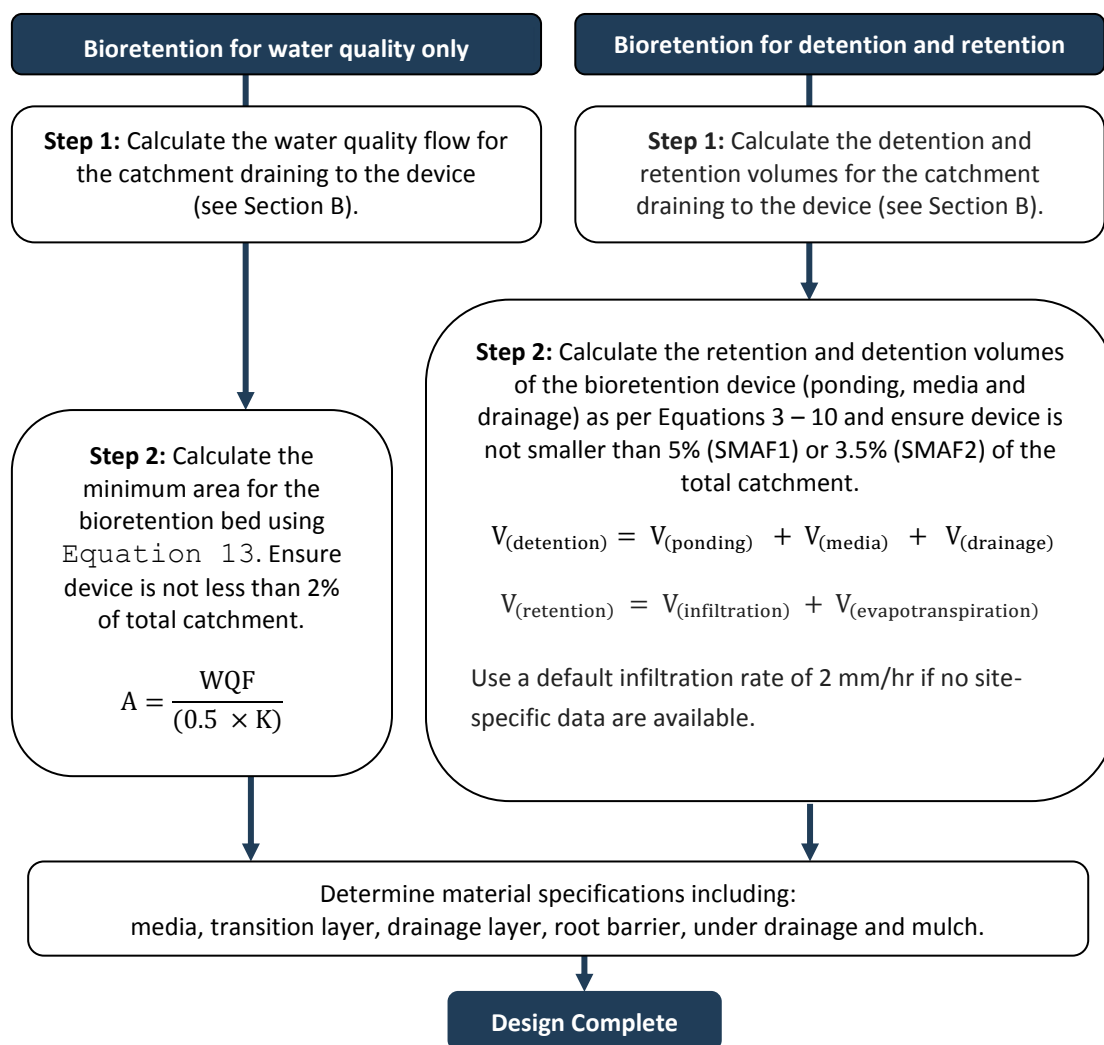 Bioretention for water quality only
Step 1: Calculate the water quality flow for
the catchment draining to the device
(see Section B).
Step 2: Calculate the
minimum area for the
bioretention bed using
Equation 13. Ensure
device is not less than 2%
of total catchment.
A = WQF / (0.5 × K)
Bioretention for detention and retention
Step 1: Calculate the detention and
retention volumes for the catchment
draining to the device (see Section B).
Step 2: Calculate the retention and detention volumes
of the bioretention device (ponding, media and
drainage) as per Equations 3 – 10 and ensure device is
not smaller than 5% (SMAF1) or 3.5% (SMAF2) of the
total catchment.
V(detention) = V(ponding) + V(media) + V(drainage)
V(retention) = V(infiltration) + V(evapotranspiration)
Use a default infiltration rate of 2 mm/hr if no site-
specific data are available.
Determine material specifications including:
media, transition layer, drainage layer, root barrier, under drainage and mulch.
Design Complete